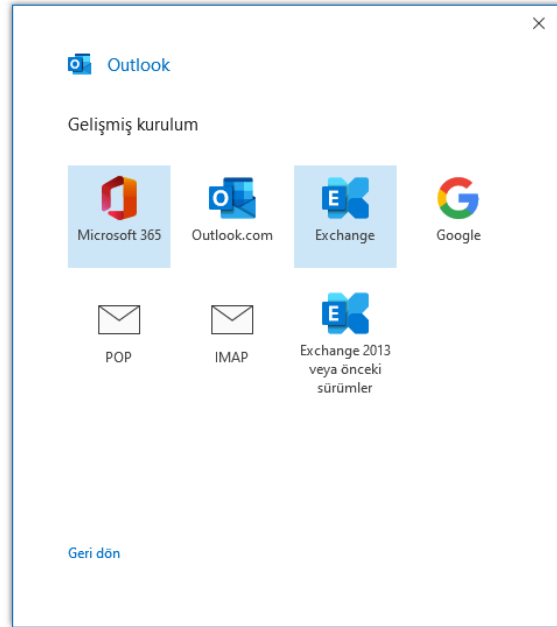 Outlook
Gelişmiş kurulum
Microsoft 365
Outlook.com
Exchange
Google
POP
IMAP
Exchange 2013
veya önceki
sürümler
Geri dön